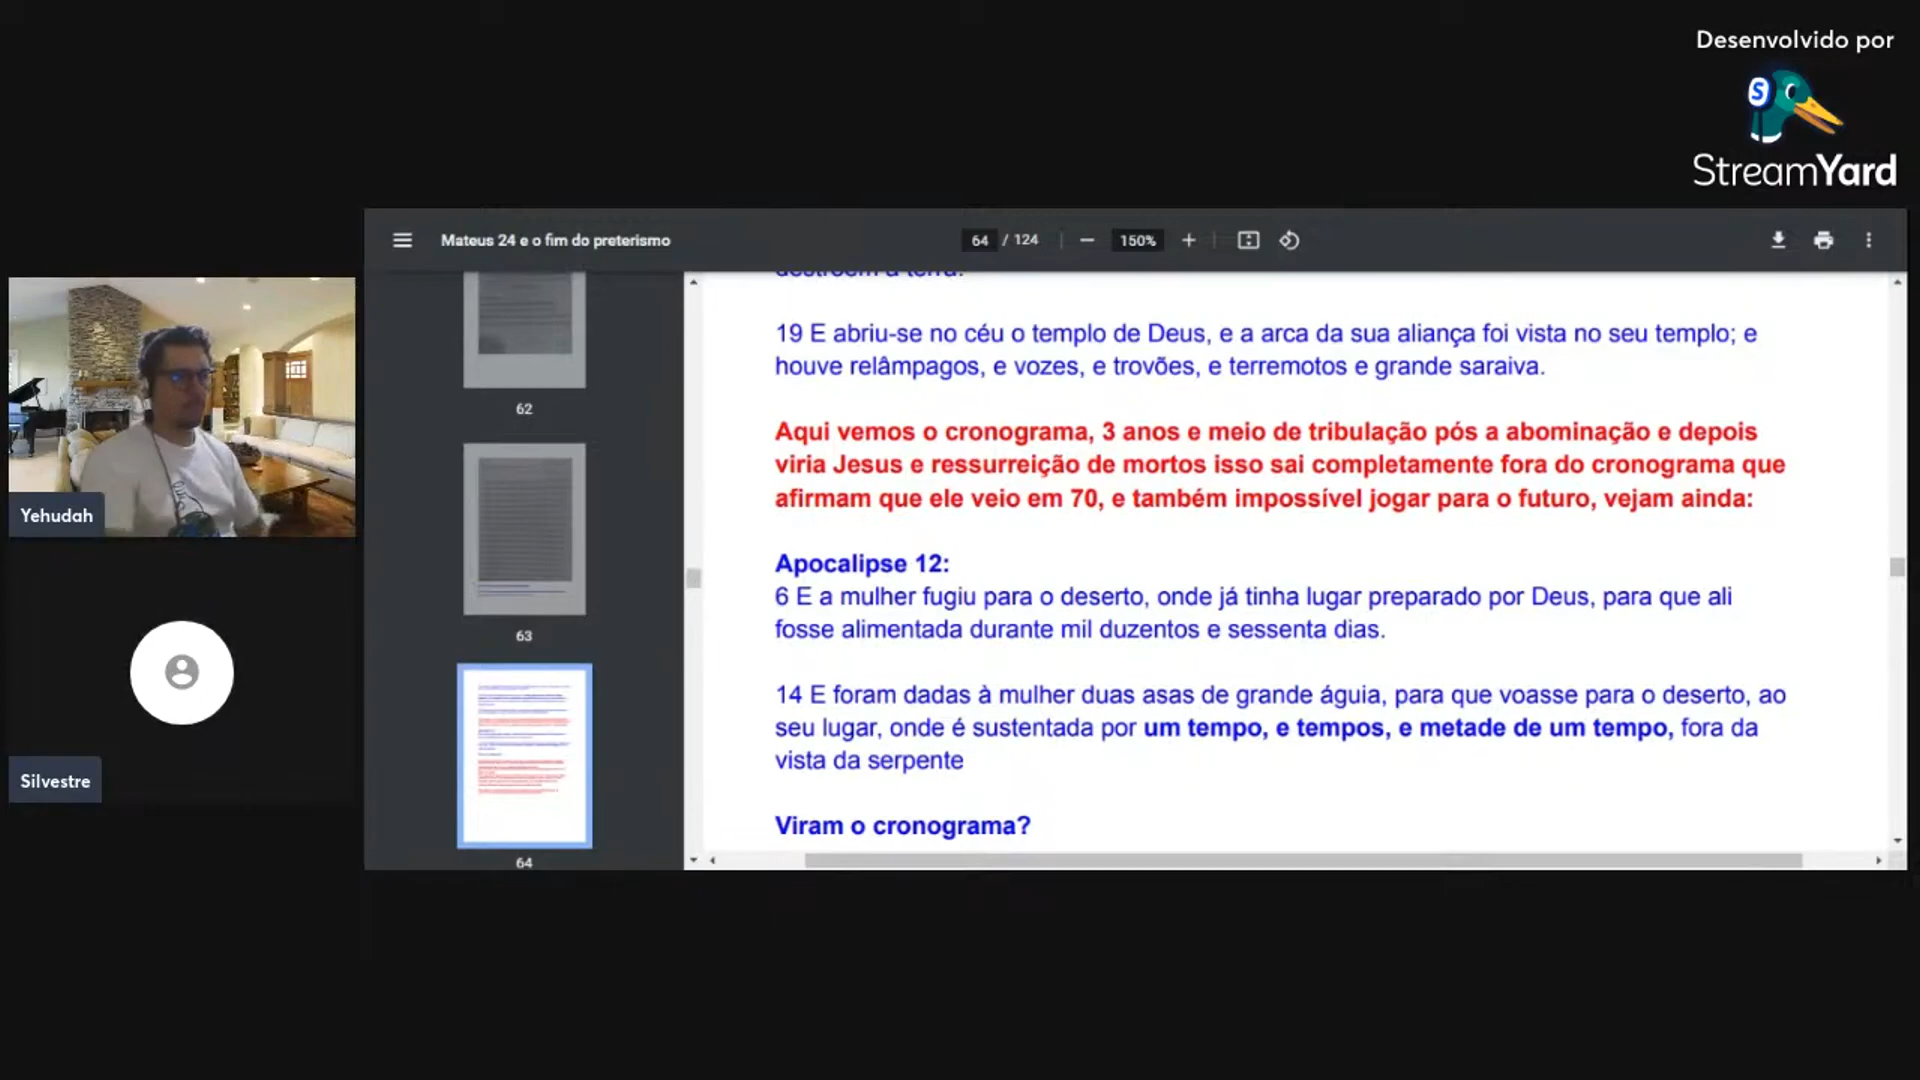 Desenvolvido por
S
StreamYard
Mateus 24 e o fim do preterismo
64 / 124
150%
62
63
64
19 E abriu-se no céu o templo de Deus, e a arca da sua aliança foi vista no seu templo; e
houve relâmpagos, e vozes, e trovões, e terremotos e grande saraiva.
Aqui vemos o cronograma, 3 anos e meio de tribulação pós a abominação e depois
viria Jesus e ressurreição de mortos isso sai completamente fora do cronograma que
afirmam que ele veio em 70, e também impossível jogar para o futuro, vejam ainda:
Apocalipse 12:
6 E a mulher fugiu para o deserto, onde já tinha lugar preparado por Deus, para que ali
fosse alimentada durante mil duzentos e sessenta dias.
14 E foram dadas à mulher duas asas de grande águia, para que voasse para o deserto, ao
seu lugar, onde é sustentada por um tempo, e tempos, e metade de um tempo, fora da
vista da serpente
Viram o cronograma?
Yehudah
Silvestre